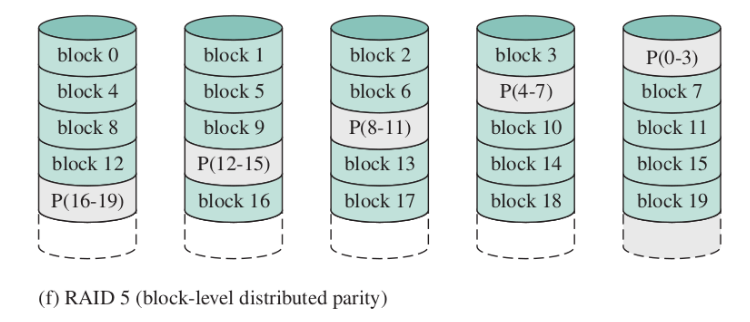 block 0 block 1 block 2 block 3 P(0-3)
block 4 block 5 block 6 P(4-7) block 7
block 8 block 9 P(8-11) block 10 block 11
block 12 P(12-15) block 13 block 14 block 15
P(16-19) block 16 block 17 block 18 block 19
(f) RAID 5 (block-level distributed parity)